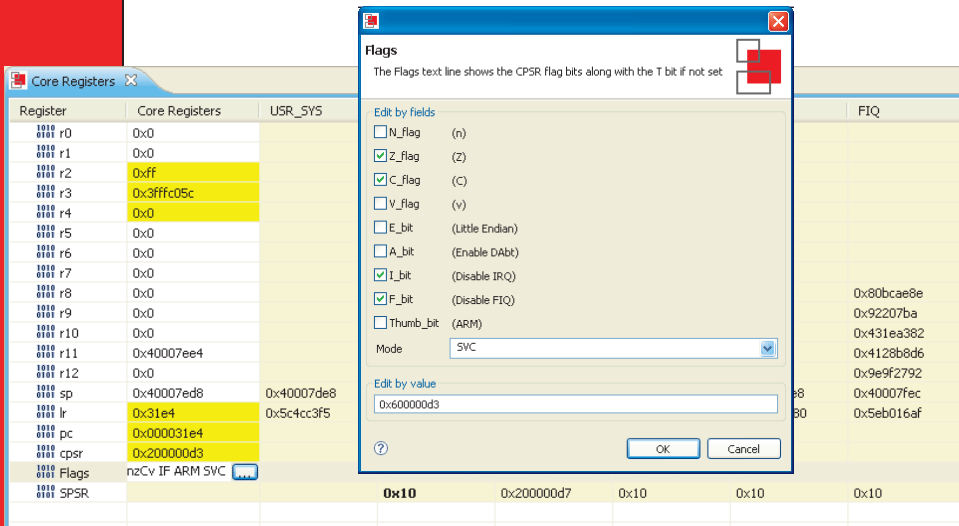 Flags
The Flags text line shows the CPSR flag bits along with the T bit if not set
Core Registers
Register Core Registers USR_SYS FIQ
Edit by fields
N_flag (n)
Z_flag (Z)
C_flag (C)
V_flag (v)
E_bit (Little Endian)
A_bit (Enable DAbt)
I_bit (Disable IRQ)
F_bit (Disable FIQ)
Thumb_bit (ARM)
Mode SVC
Edit by value
0x600000d3
? OK Cancel
r0 0x0
r1 0x0
r2 0xff
r3 0x3fffc05c
r4 0x0
r5 0x0
r6 0x0
r7 0x0
r8 0x0 0x80bcae8e
r9 0x0 0x92207ba
r10 0x0 0x431ea382
r11 0x40007ee4 0x4128b8d6
r12 0x0 0x9e9f2792
sp 0x40007ed8 0x40007de8 e8 0x40007fec
lr 0x31e4 0x5c4cc3f5 80 0x5eb016af
pc 0x000031e4
cpsr 0x200000d3
Flags nzCv IF ARM SVC ...
SPSR 0x10 0x200000d7 0x10 0x10 0x10